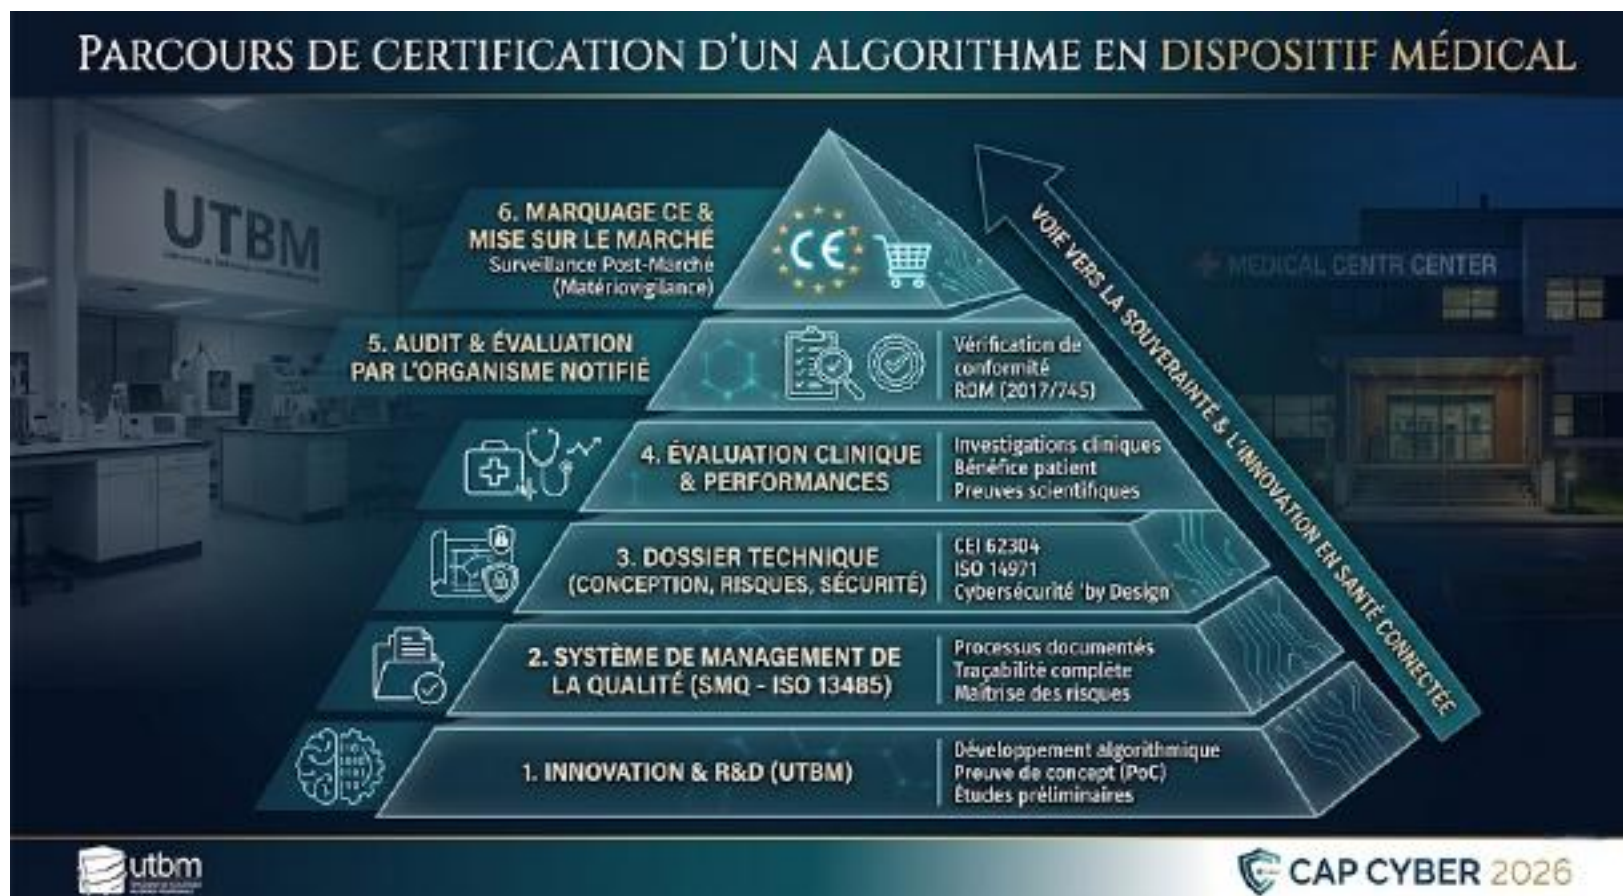 PARCOURS DE CERTIFICATION D'UN ALGORITHME EN DISPOSITIF MÉDICAL
UTBM
6. MARQUAGE CE &
MISE SUR LE MARCHÉ
Surveillance Post-Marché
(Matériovigilance)
CE
VOIE VERS LA SOUVERAINTÉ & L'INNOVATION EN SANTÉ CONNECTÉE
MEDICAL CENTR CENTER
5. AUDIT & ÉVALUATION
PAR L'ORGANISME NOTIFIÉ
Vérification de
conformité
RDM (2017/745)
4. ÉVALUATION CLINIQUE
& PERFORMANCES
Investigations cliniques
Bénéfice patient
Preuves scientifiques
3. DOSSIER TECHNIQUE
(CONCEPTION, RISQUES, SÉCURITÉ)
CEI 62304
ISO 14971
Cybersécurité 'by Design'
2. SYSTÈME DE MANAGEMENT DE
LA QUALITÉ (SMQ - ISO 13485)
Processus documentés
Traçabilité complète
Maîtrise des risques
1. INNOVATION & R&D (UTBM)
Développement algorithmique
Preuve de concept (PoC)
Études préliminaires
utbm
CAP CYBER 2026